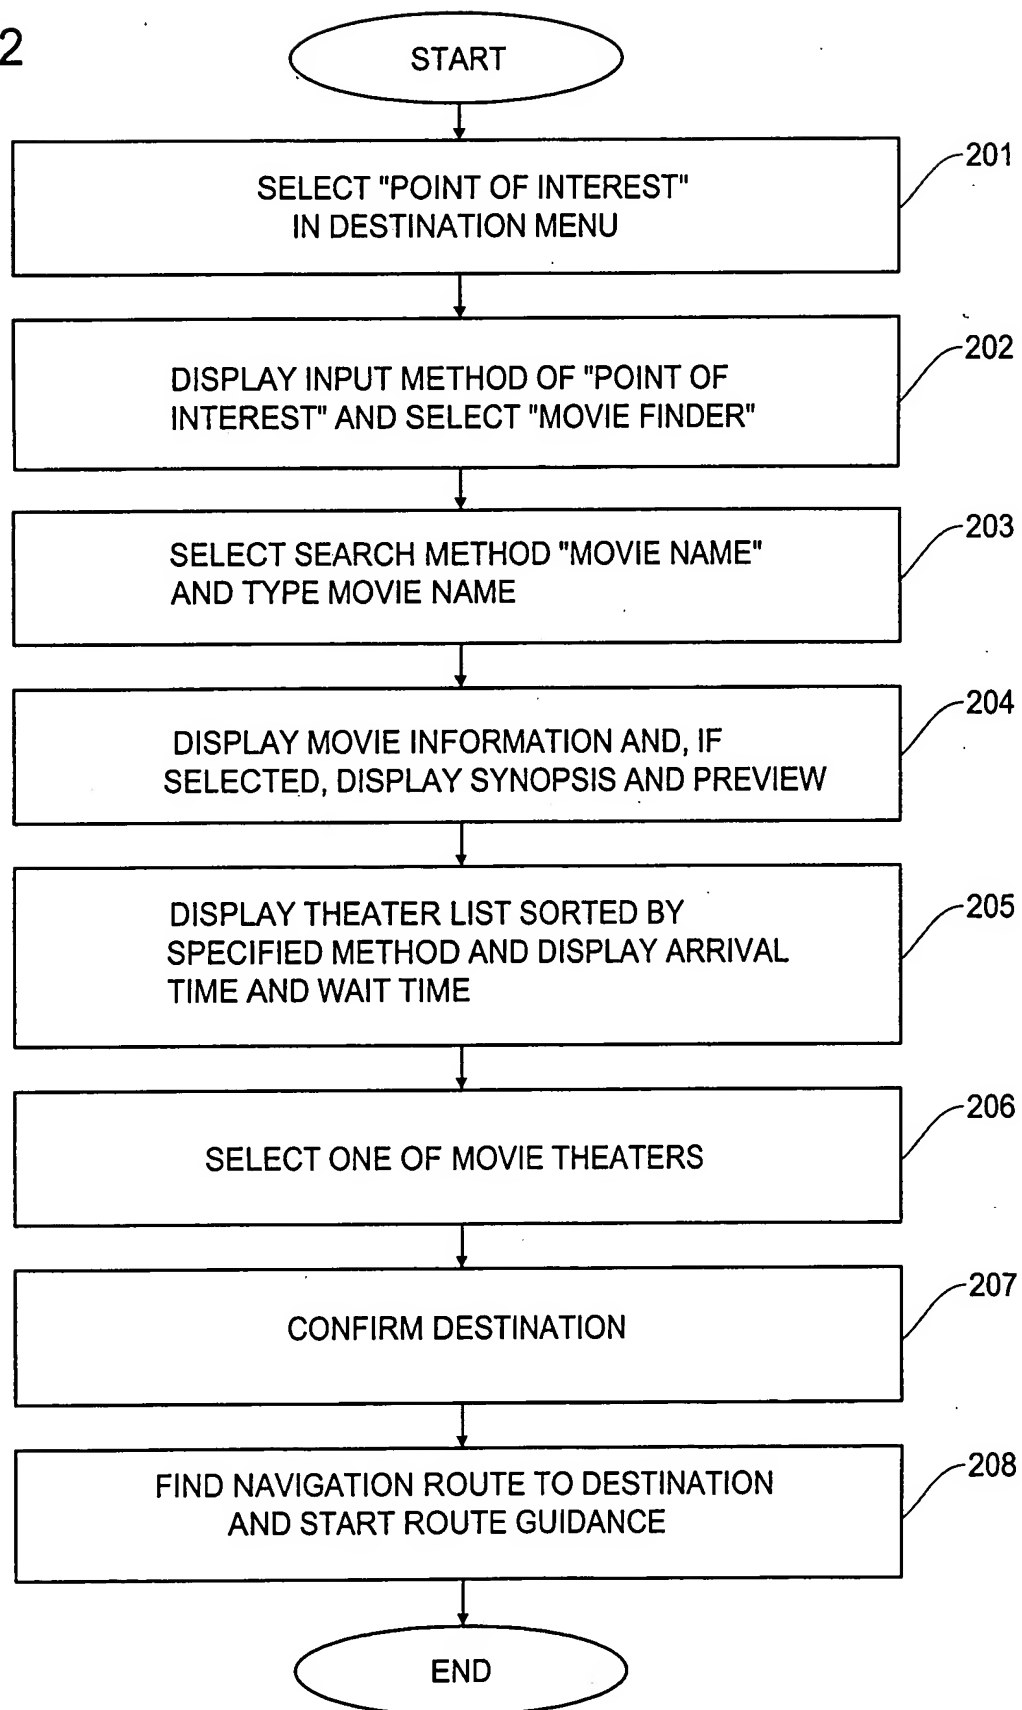 2
START
201
SELECT "POINT OF INTEREST"
IN DESTINATION MENU
202
DISPLAY INPUT METHOD OF "POINT OF
INTEREST" AND SELECT "MOVIE FINDER"
203
SELECT SEARCH METHOD "MOVIE NAME"
AND TYPE MOVIE NAME
204
DISPLAY MOVIE INFORMATION AND, IF
SELECTED, DISPLAY SYNOPSIS AND PREVIEW
205
DISPLAY THEATER LIST SORTED BY
SPECIFIED METHOD AND DISPLAY ARRIVAL
TIME AND WAIT TIME
206
SELECT ONE OF MOVIE THEATERS
207
CONFIRM DESTINATION
208
FIND NAVIGATION ROUTE TO DESTINATION
AND START ROUTE GUIDANCE
END